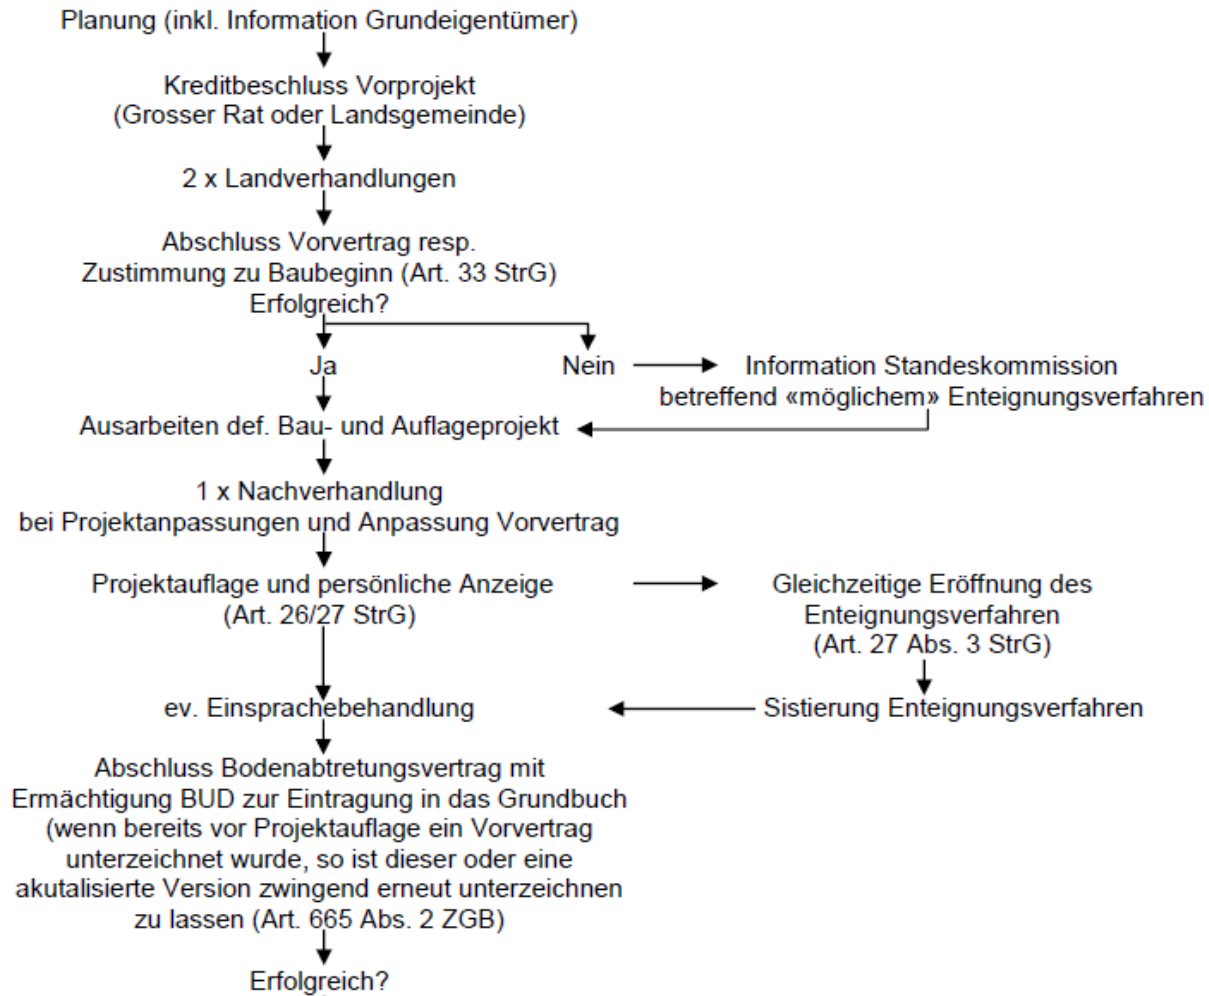 Planung (inkl. Information Grundeigentümer)
Kreditbeschluss Vorprojekt
(Grosser Rat oder Landsgemeinde)
2 x Landverhandlungen
Abschluss Vorvertrag resp.
Zustimmung zu Baubeginn (Art. 33 StrG)
Erfolgreich?
Ja
Nein
Information Standeskommission
betreffend «möglichem» Enteignungsverfahren
Ausarbeiten def. Bau- und Auflageprojekt
1 x Nachverhandlung
bei Projektanpassungen und Anpassung Vorvertrag
Projektauflage und persönliche Anzeige
(Art. 26/27 StrG)
Gleichzeitige Eröffnung des
Enteignungsverfahren
(Art. 27 Abs. 3 StrG)
ev. Einsprachebehandlung
Sistierung Enteignungsverfahren
Abschluss Bodenabtretungsvertrag mit
Ermächtigung BUD zur Eintragung in das Grundbuch
(wenn bereits vor Projektauflage ein Vorvertrag
unterzeichnet wurde, so ist dieser oder eine
akutalisierte Version zwingend erneut unterzeichnen
zu lassen (Art. 665 Abs. 2 ZGB)
Erfolgreich?